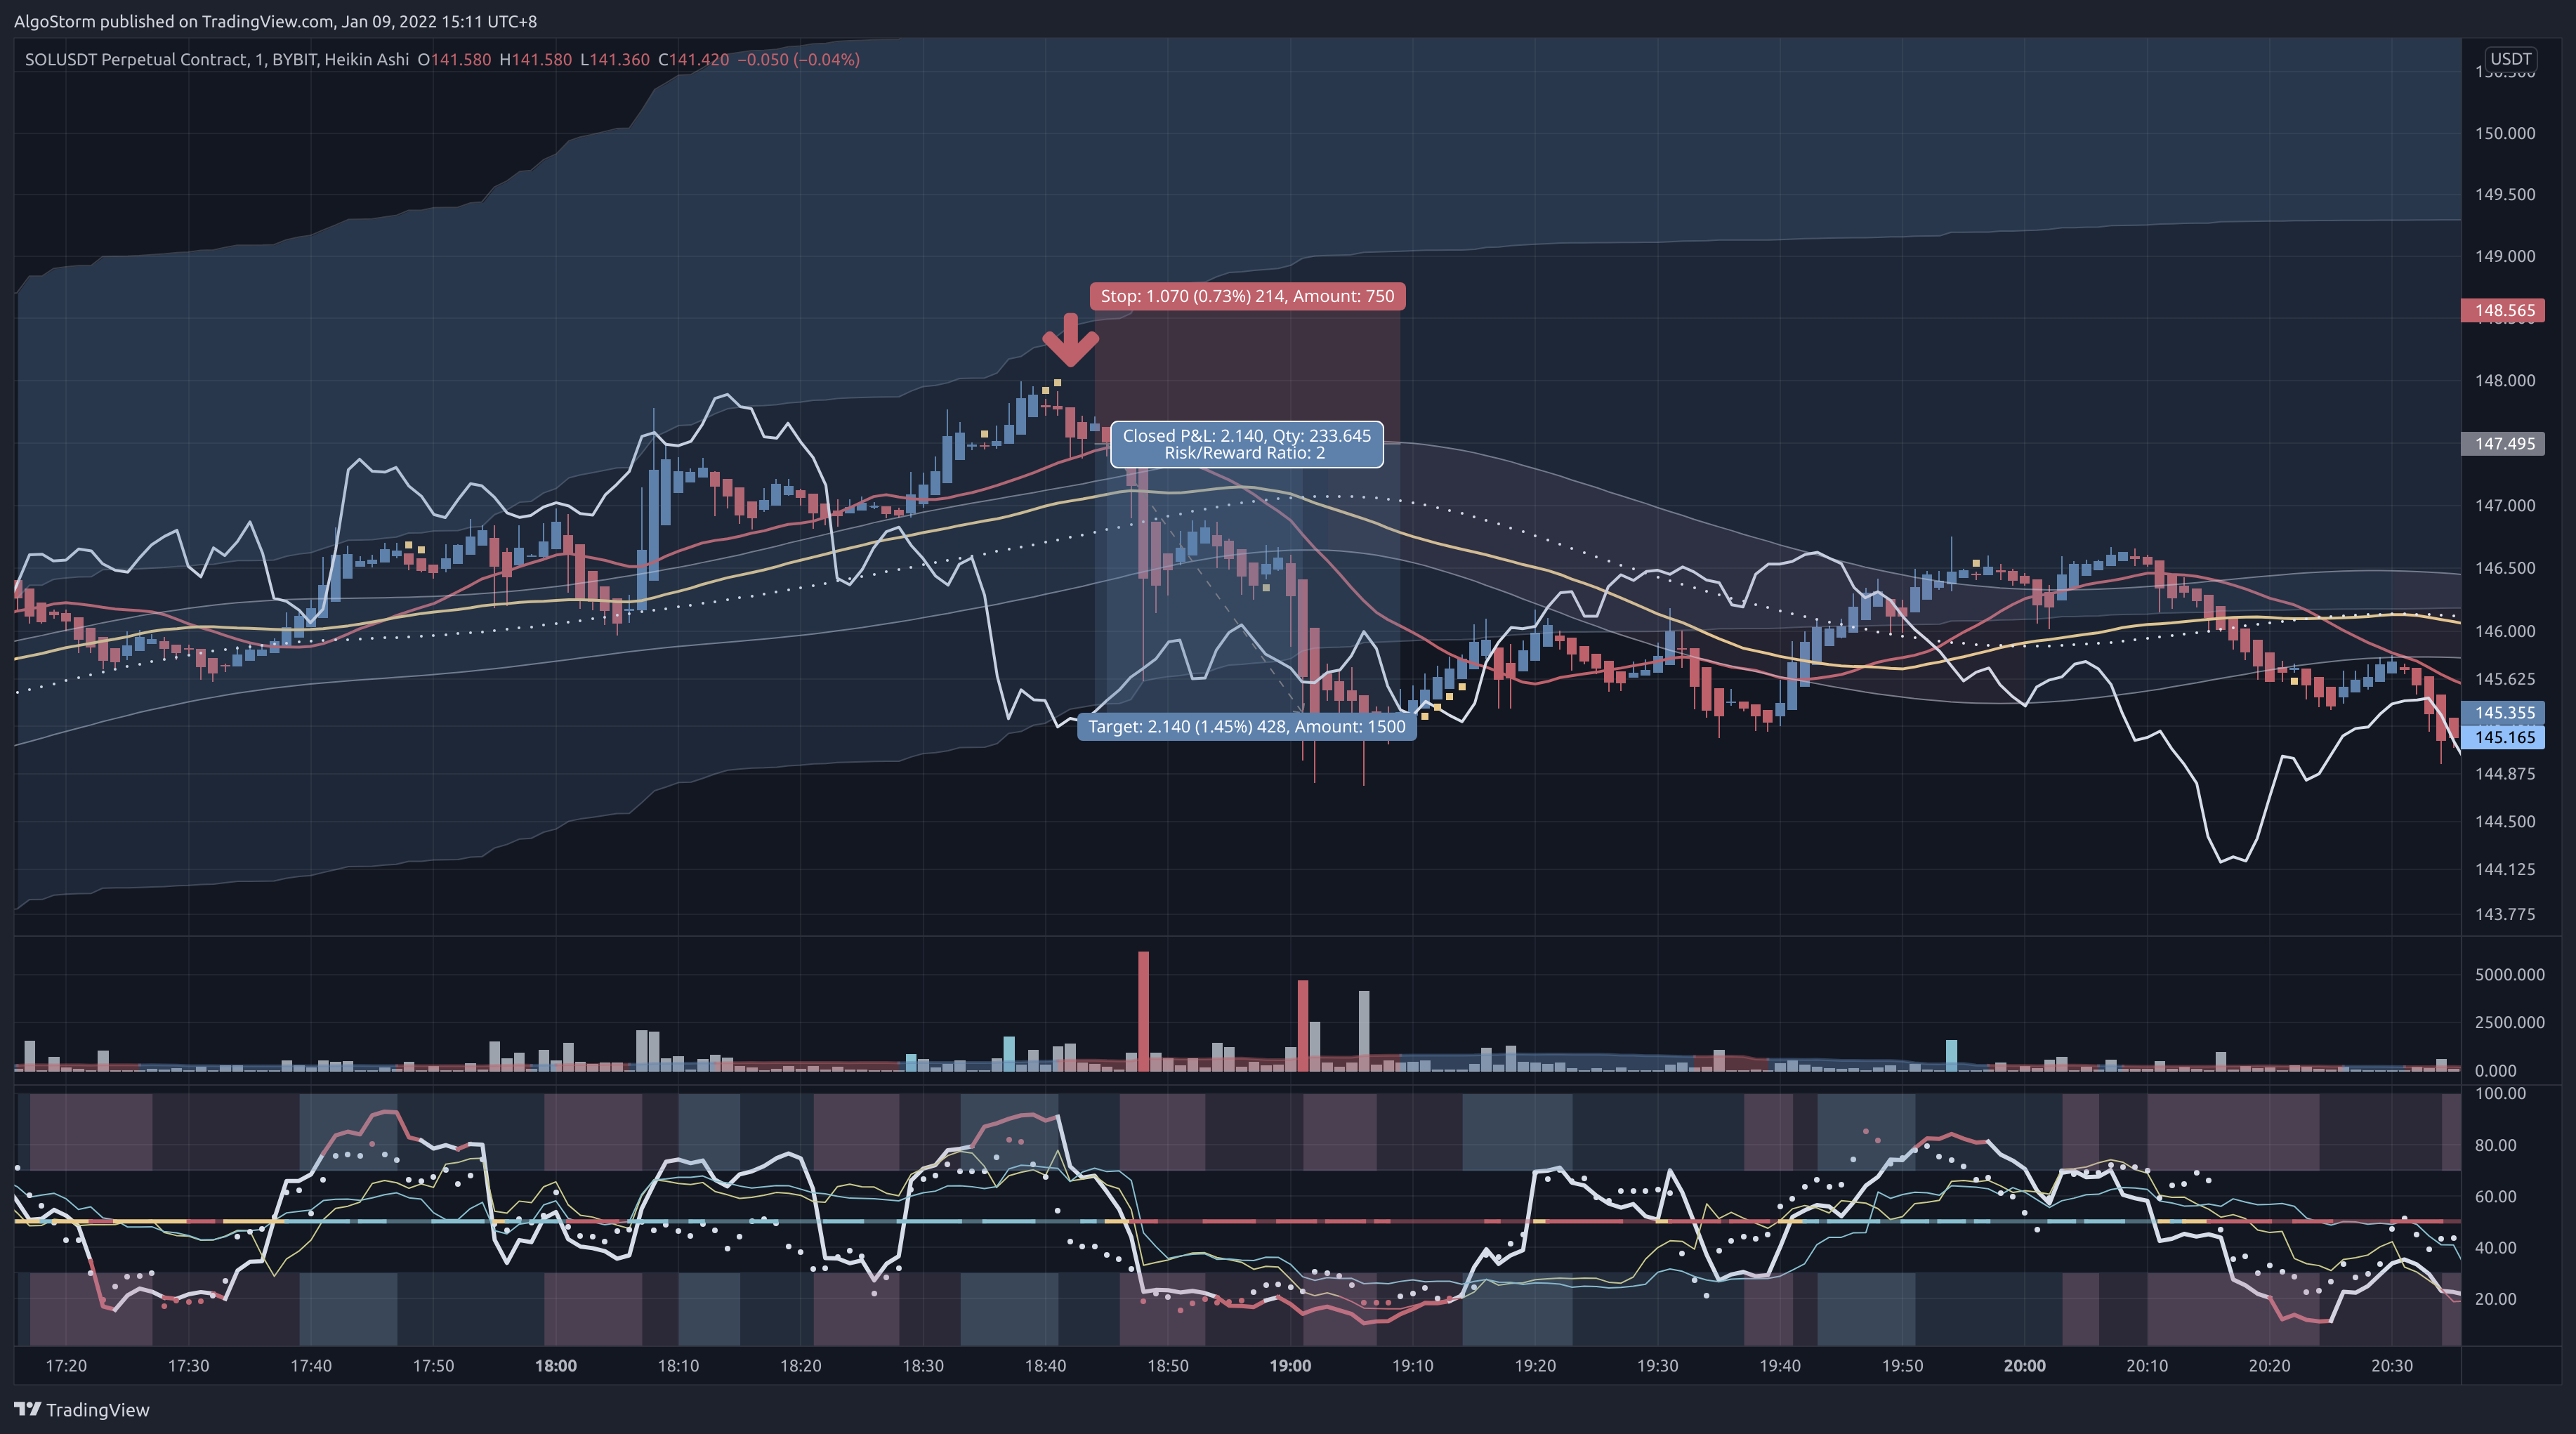 AlgoStorm published on TradingView.com, Jan 09, 2022 15:11 UTC+8
SOLUSDT Perpetual Contract, 1, BYBIT, Heikin Ashi O141.580 H141.580 L141.360 C141.420 −0.050 (−0.04%)
USDT
150.000
149.500
149.000
Stop: 1.070 (0.73%) 214, Amount: 750
148.565
148.000
Closed P&L: 2.140, Qty: 233.645
Risk/Reward Ratio: 2
147.495
147.000
146.500
146.000
145.625
145.355
Target: 2.140 (1.45%) 428, Amount: 1500
145.165
144.875
144.500
144.125
143.775
5000.000
2500.000
0.000
100.00
80.00
60.00
40.00
20.00
17:20 17:30 17:40 17:50 18:00 18:10 18:20 18:30 18:40 18:50 19:00 19:10 19:20 19:30 19:40 19:50 20:00 20:10 20:20 20:30
TradingView